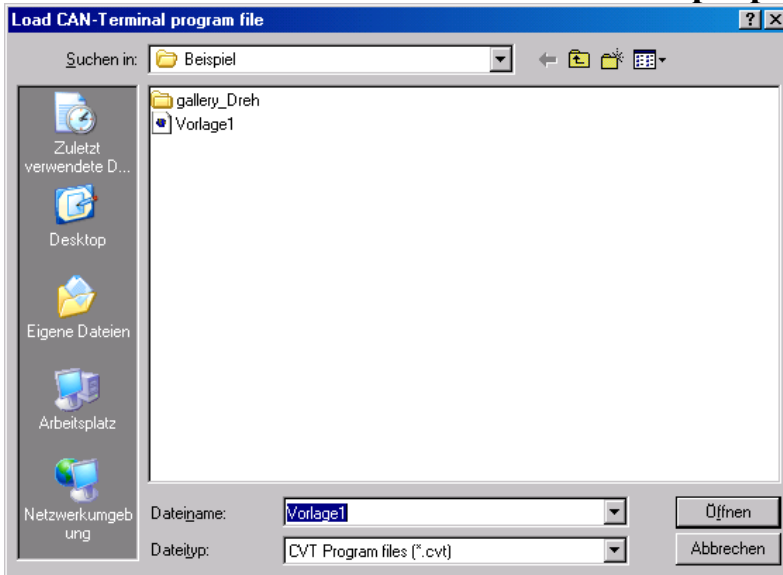 Load CAN-Terminal program file
Suchen in:
Beispiel
gallery_Dreh
Vorlage1
Zuletzt
verwendete D...
Desktop
Eigene Dateien
Arbeitsplatz
Netzwerkumgeb
ung
Dateiname:
Vorlage1
Öffnen
Dateityp:
CVT Program files (*.cvt)
Abbrechen